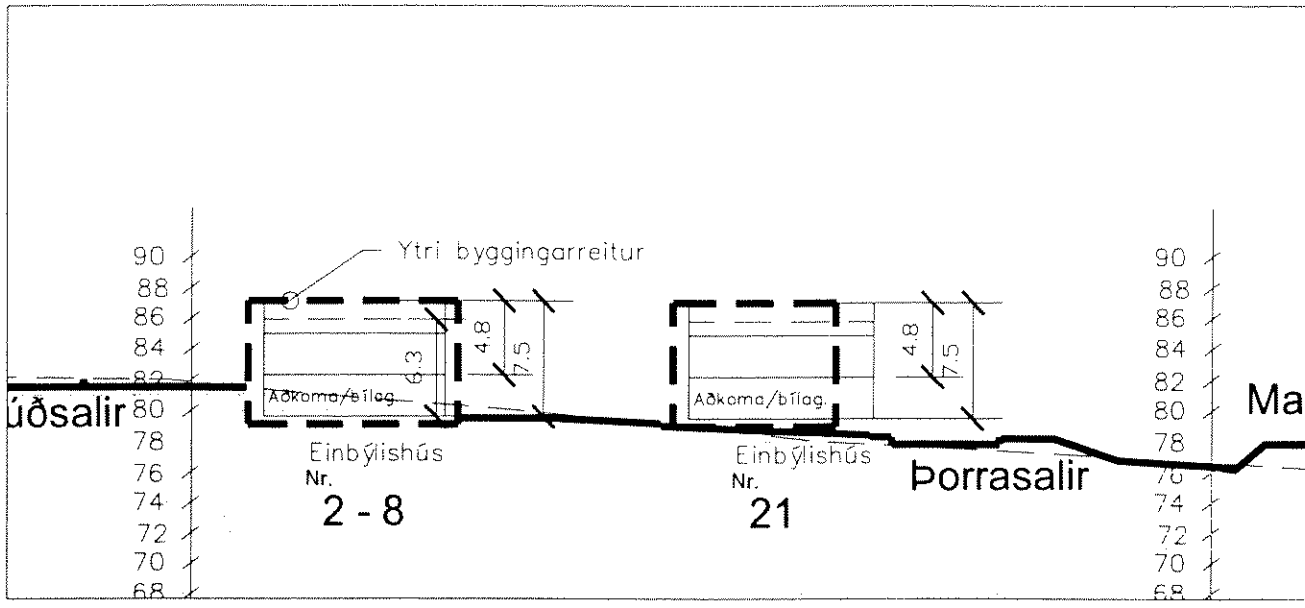 Ytri byggingarreitur
90
88
86
84
82
80
78
76
74
72
70
68
6.3
4.8
7.5
Aðkoma/bílag.
úðsalir
Einbýlishús
Nr.
2 - 8
4.8
7.5
Aðkoma/bílag.
Einbýlishús
Nr.
21
Þorrasalir
90
88
86
84
82
80
78
76
74
72
70
68
Ma